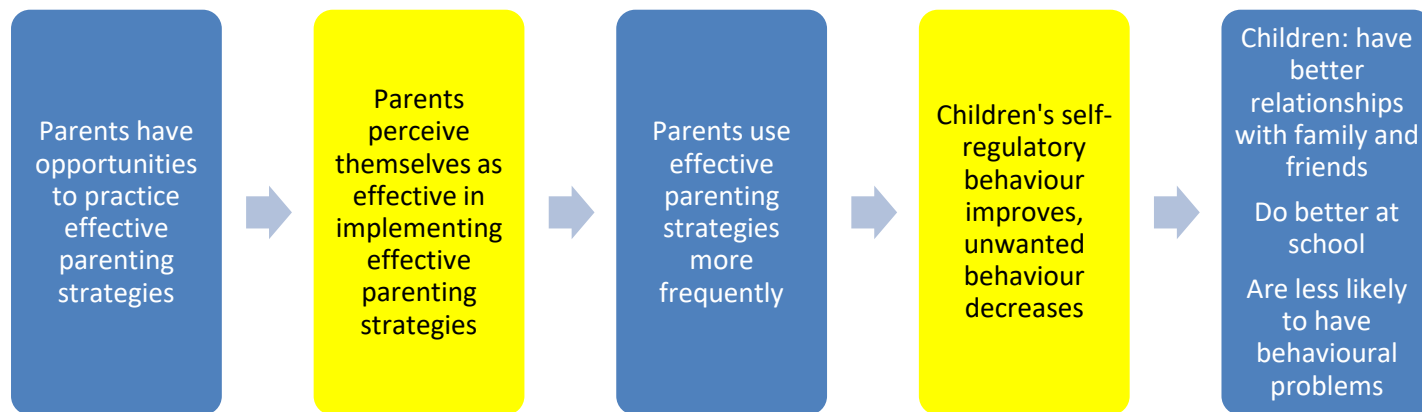 Parents have
opportunities
to practice
effective
parenting
strategies
Parents
perceive
themselves as
effective in
implementing
effective
parenting
strategies
Parents use
effective
parenting
strategies
more
frequently
Children's self-
regulatory
behaviour
improves,
unwanted
behaviour
decreases
Children: have
better
relationships
with family and
friends
Do better at
school
Are less likely
to have
behavioural
problems